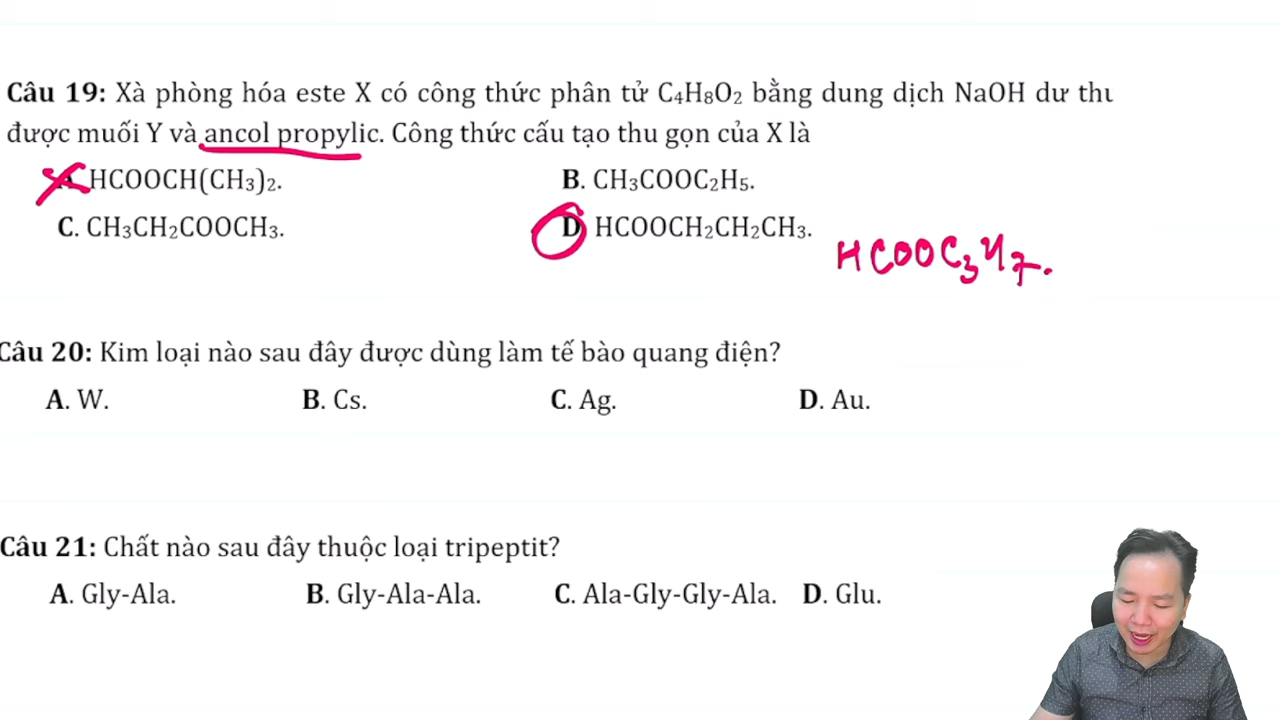 Câu 19: Xà phòng hóa este X có công thức phân tử C₄H₈O₂ bằng dung dịch NaOH dư thu
được muối Y và ancol propylic. Công thức cấu tạo thu gọn của X là
A. HCOOCH(CH₃)₂. B. CH₃COOC₂H₅.
C. CH₃CH₂COOCH₃. D HCOOCH₂CH₂CH₃.
HCOOC₃H₇.
Câu 20: Kim loại nào sau đây được dùng làm tế bào quang điện?
A. W. B. Cs. C. Ag. D. Au.
Câu 21: Chất nào sau đây thuộc loại tripeptit?
A. Gly-Ala. B. Gly-Ala-Ala. C. Ala-Gly-Gly-Ala. D. Glu.